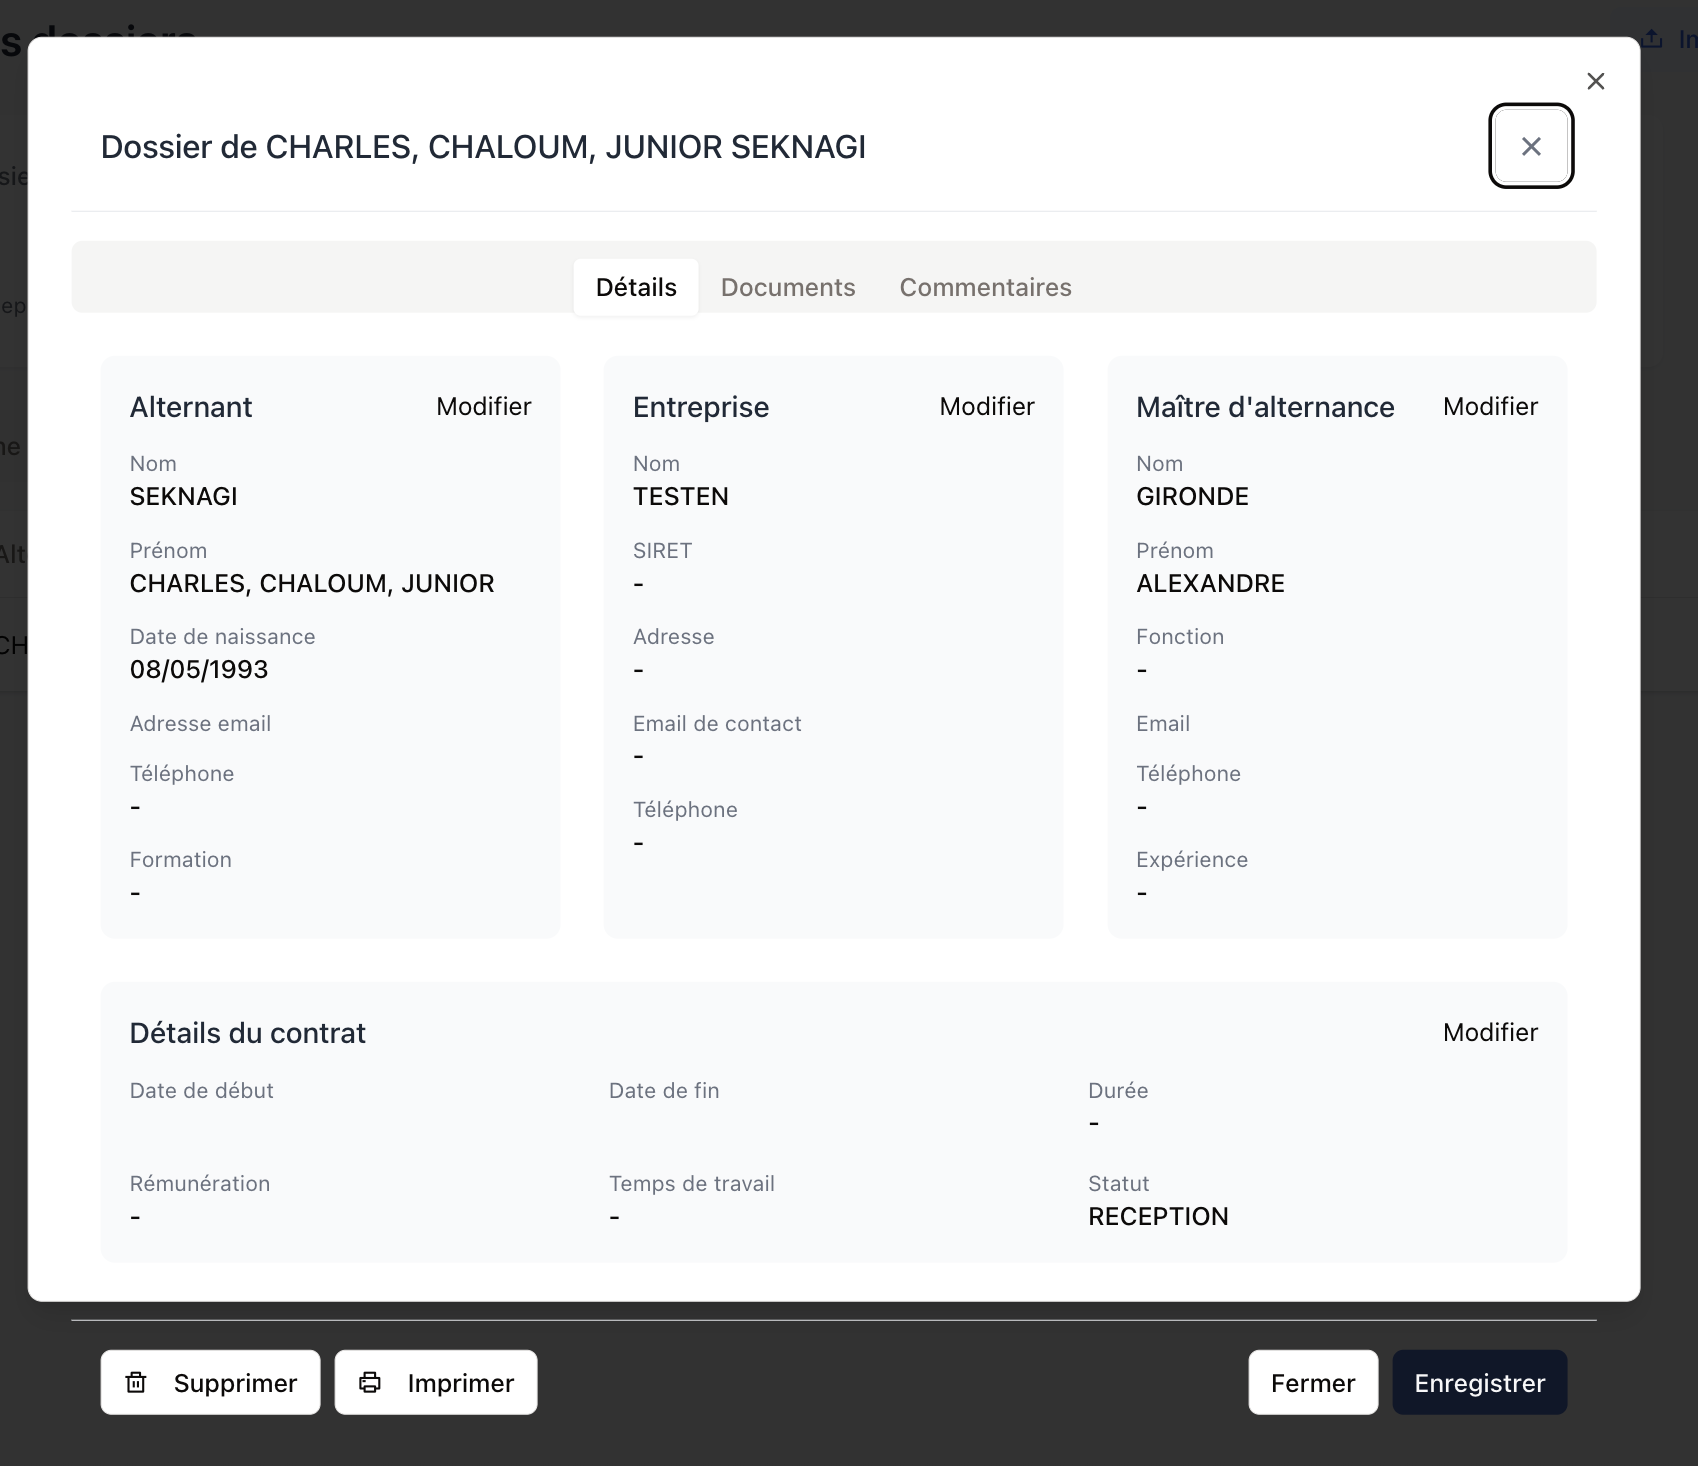 Dossier de CHARLES, CHALOUM, JUNIOR SEKNAGI
Détails Documents Commentaires
Alternant Modifier
Nom
SEKNAGI
Prénom
CHARLES, CHALOUM, JUNIOR
Date de naissance
08/05/1993
Adresse email
Téléphone
-
Formation
-
Entreprise Modifier
Nom
TESTEN
SIRET
-
Adresse
-
Email de contact
-
Téléphone
-
Maître d'alternance Modifier
Nom
GIRONDE
Prénom
ALEXANDRE
Fonction
-
Email
Téléphone
-
Expérience
-
Détails du contrat Modifier
Date de début Date de fin Durée
-
Rémunération Temps de travail Statut
- - RECEPTION
Supprimer Imprimer Fermer Enregistrer